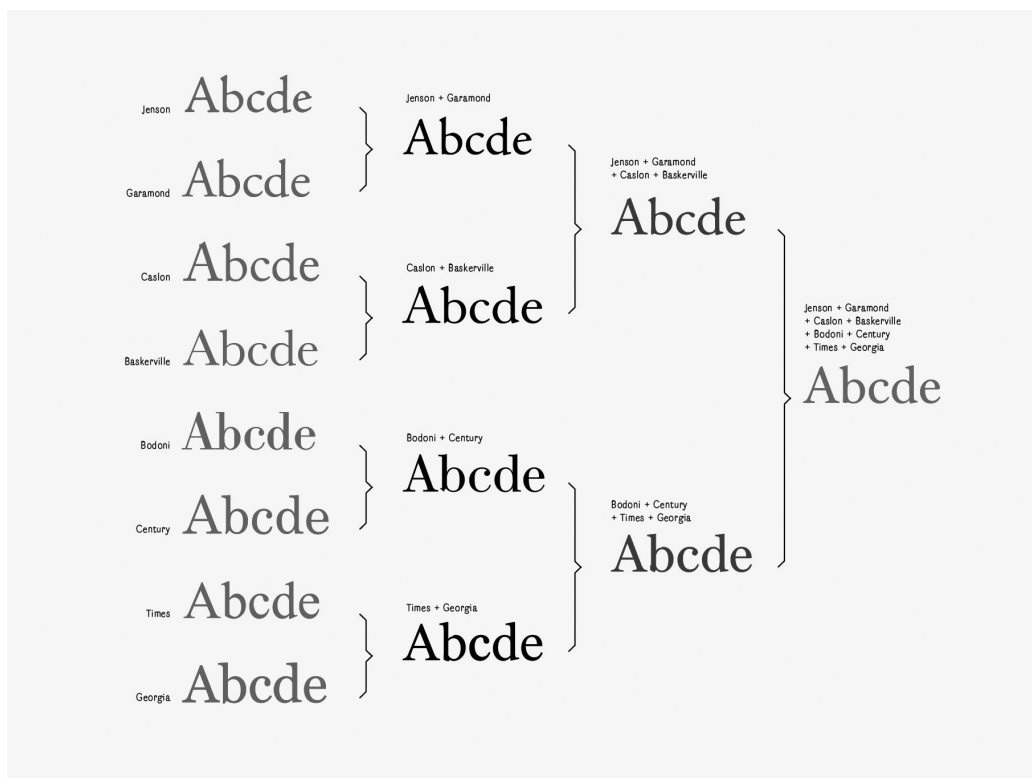 Jenson Abcde
Garamond Abcde
Caslon Abcde
Baskerville Abcde
Bodoni Abcde
Century Abcde
Times Abcde
Georgia Abcde
Jenson + Garamond
Abcde
Caslon + Baskerville
Abcde
Bodoni + Century
Abcde
Times + Georgia
Abcde
Jenson + Garamond
+ Caslon + Baskerville
Abcde
Bodoni + Century
+ Times + Georgia
Abcde
Jenson + Garamond
+ Caslon + Baskerville
+ Bodoni + Century
+ Times + Georgia
Abcde